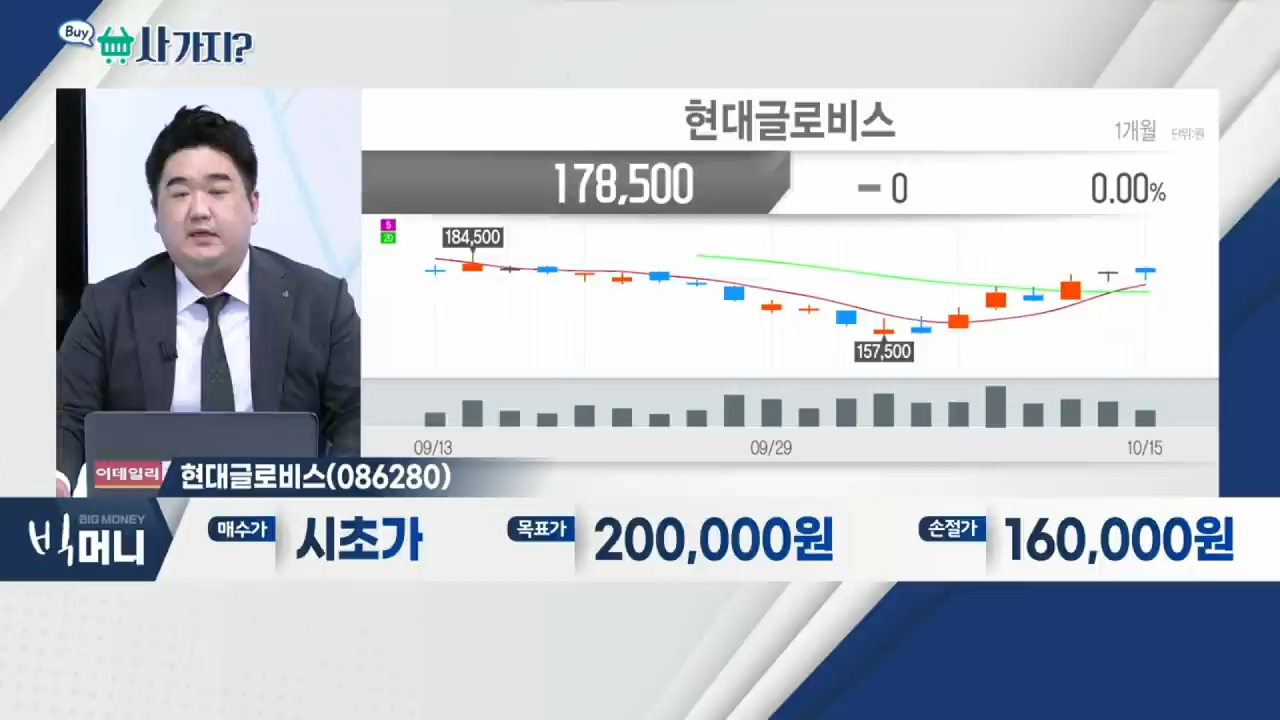 Buy
사가지?
현대글로비스
1개월 단위:원
178,500
0
0.00%
5
20
184,500
157,500
09/13 09/29 10/15
이데일리 현대글로비스(086280)
BIG MONEY
빅머니
매수가 시초가 목표가 200,000원 손절가 160,000원